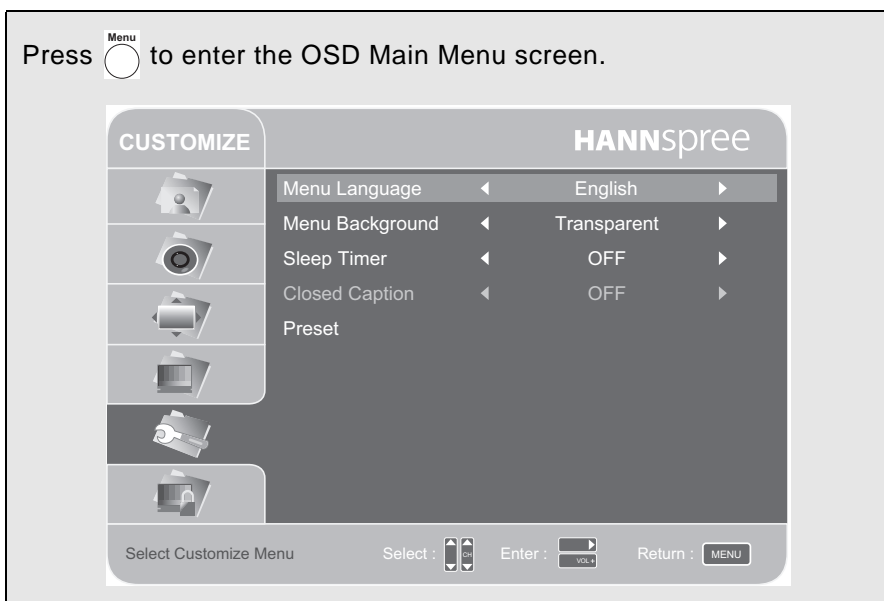 Menu
Press to enter the OSD Main Menu screen.
CUSTOMIZE
HANNspree
Menu Language English
Menu Background Transparent
Sleep Timer OFF
Closed Caption OFF
Preset
Select Customize Menu Select : CH Enter : VOL+ Return : MENU